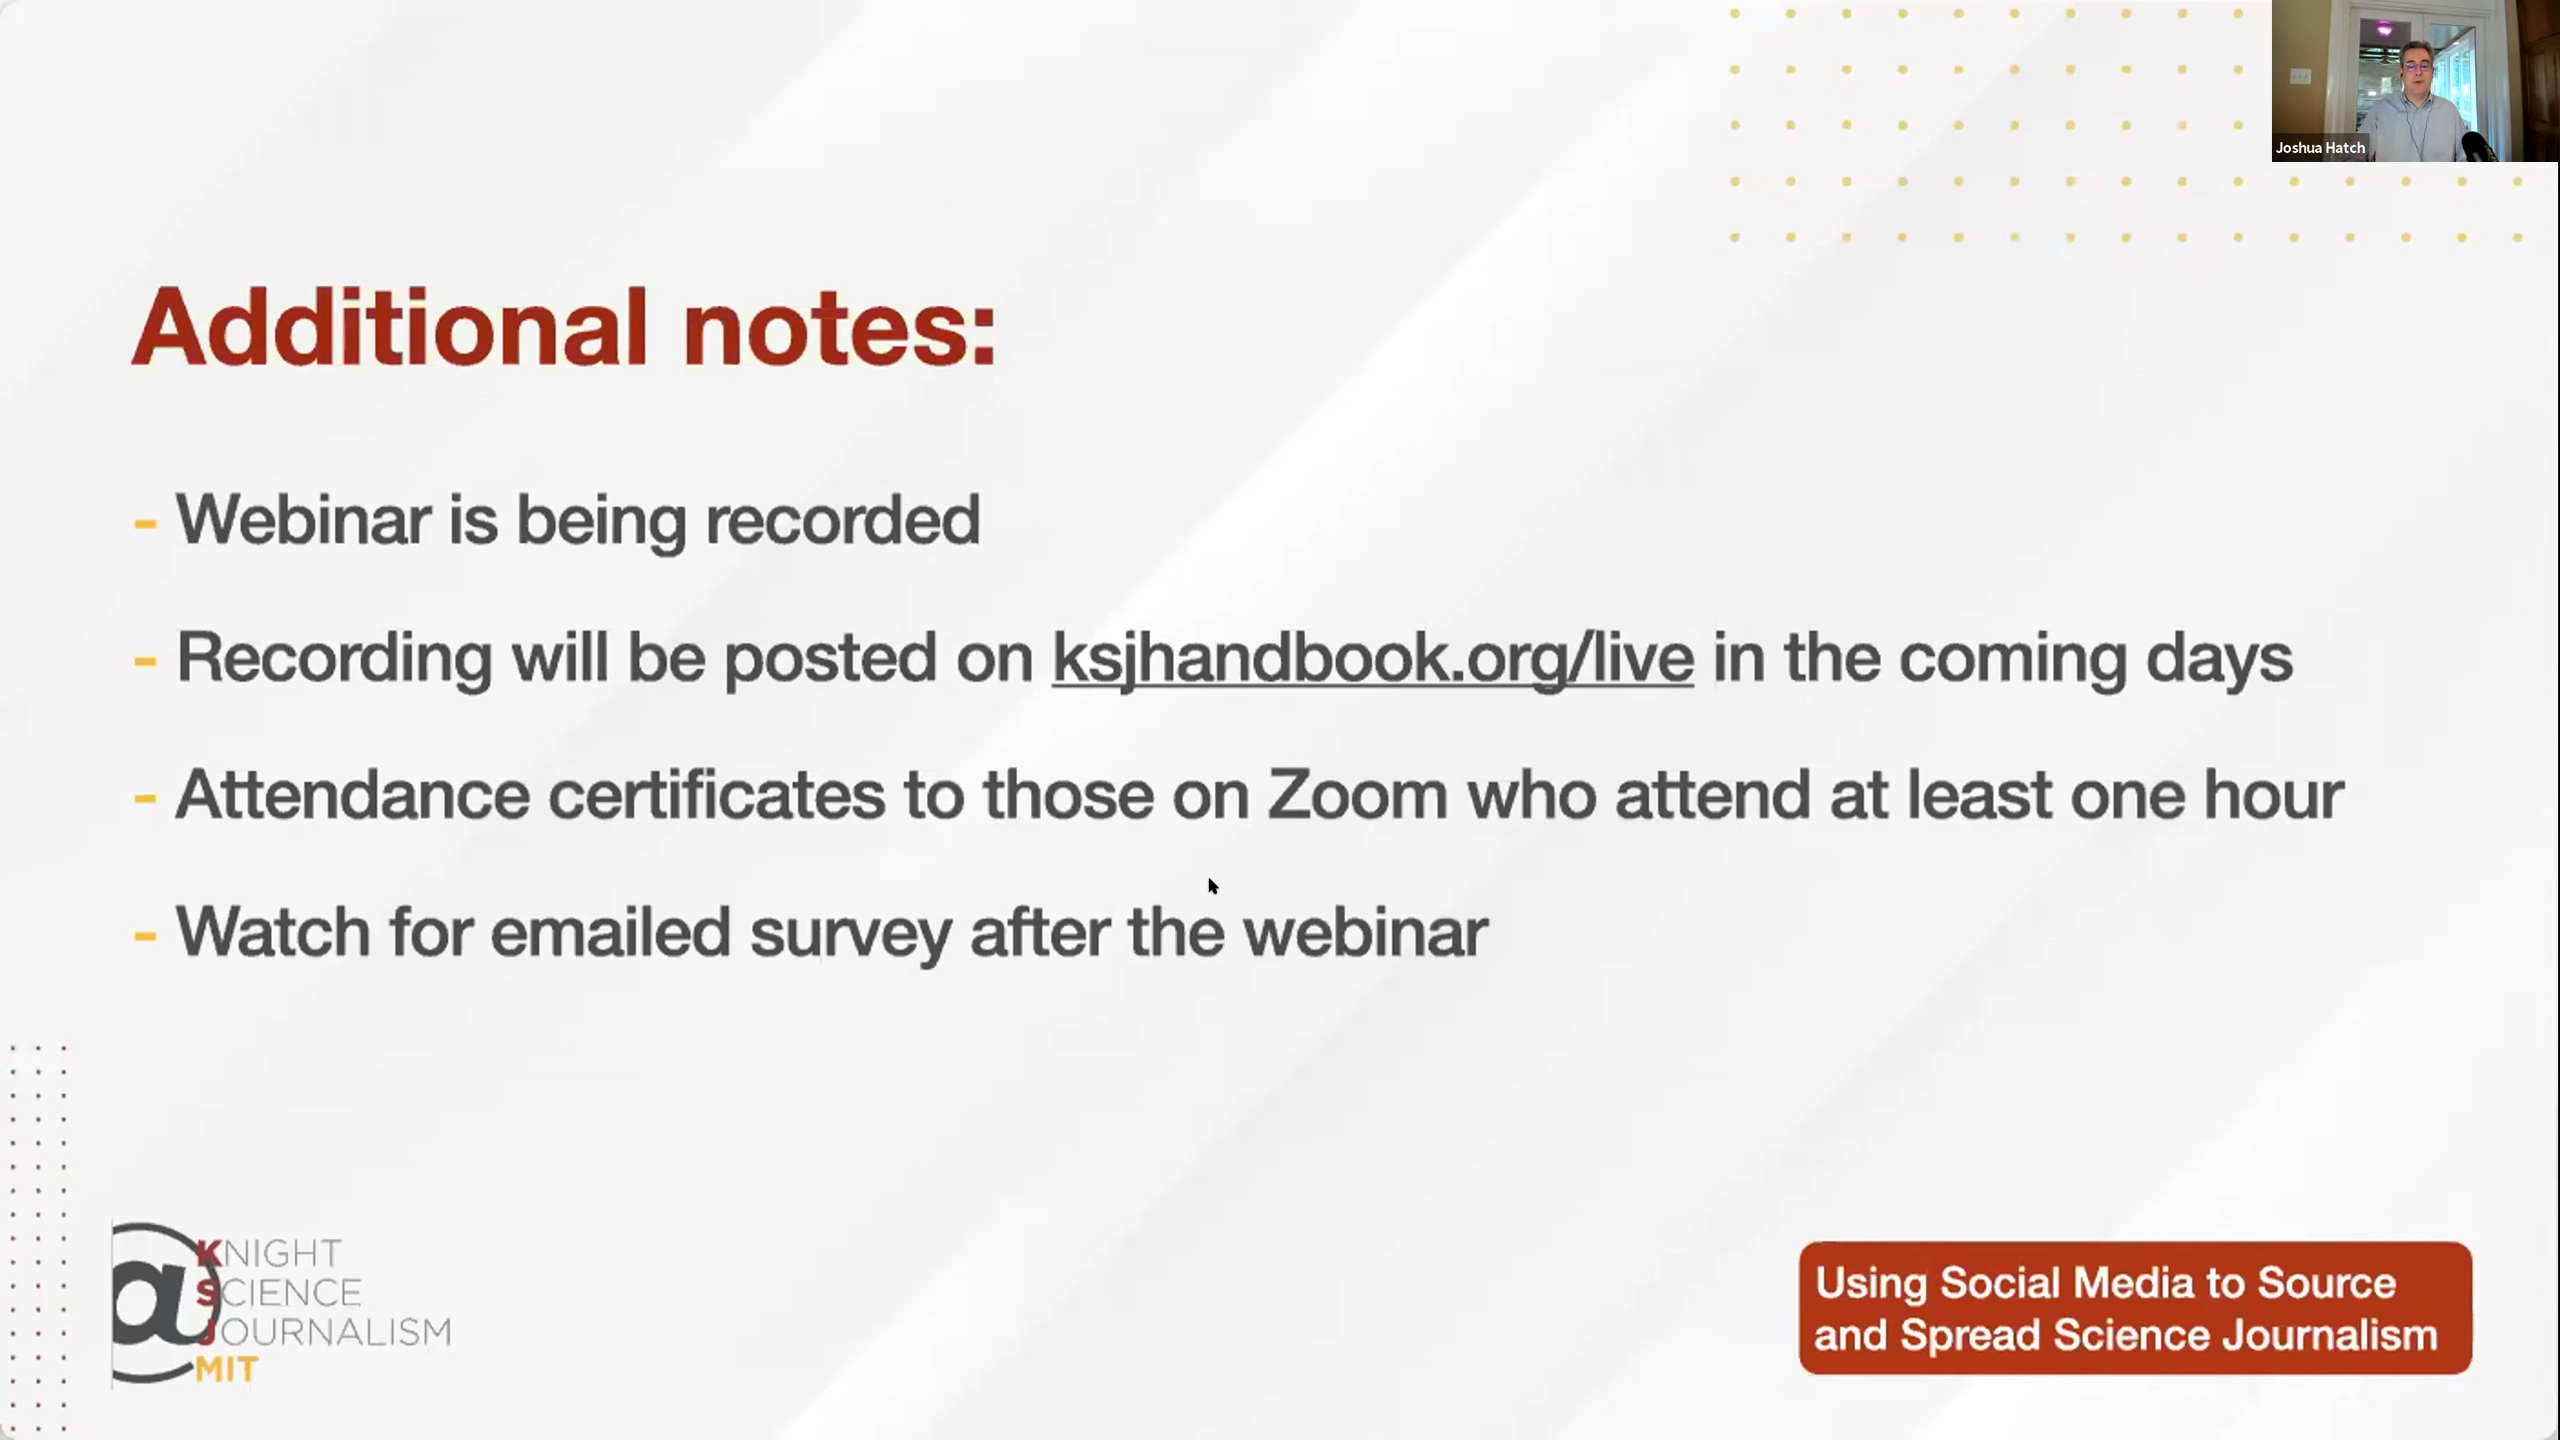 Joshua Hatch
Additional notes:
- Webinar is being recorded
- Recording will be posted on ksjhandbook.org/live in the coming days
- Attendance certificates to those on Zoom who attend at least one hour
- Watch for emailed survey after the webinar
@KNIGHT
SCIENCE
JOURNALISM
MIT
Using Social Media to Source
and Spread Science Journalism